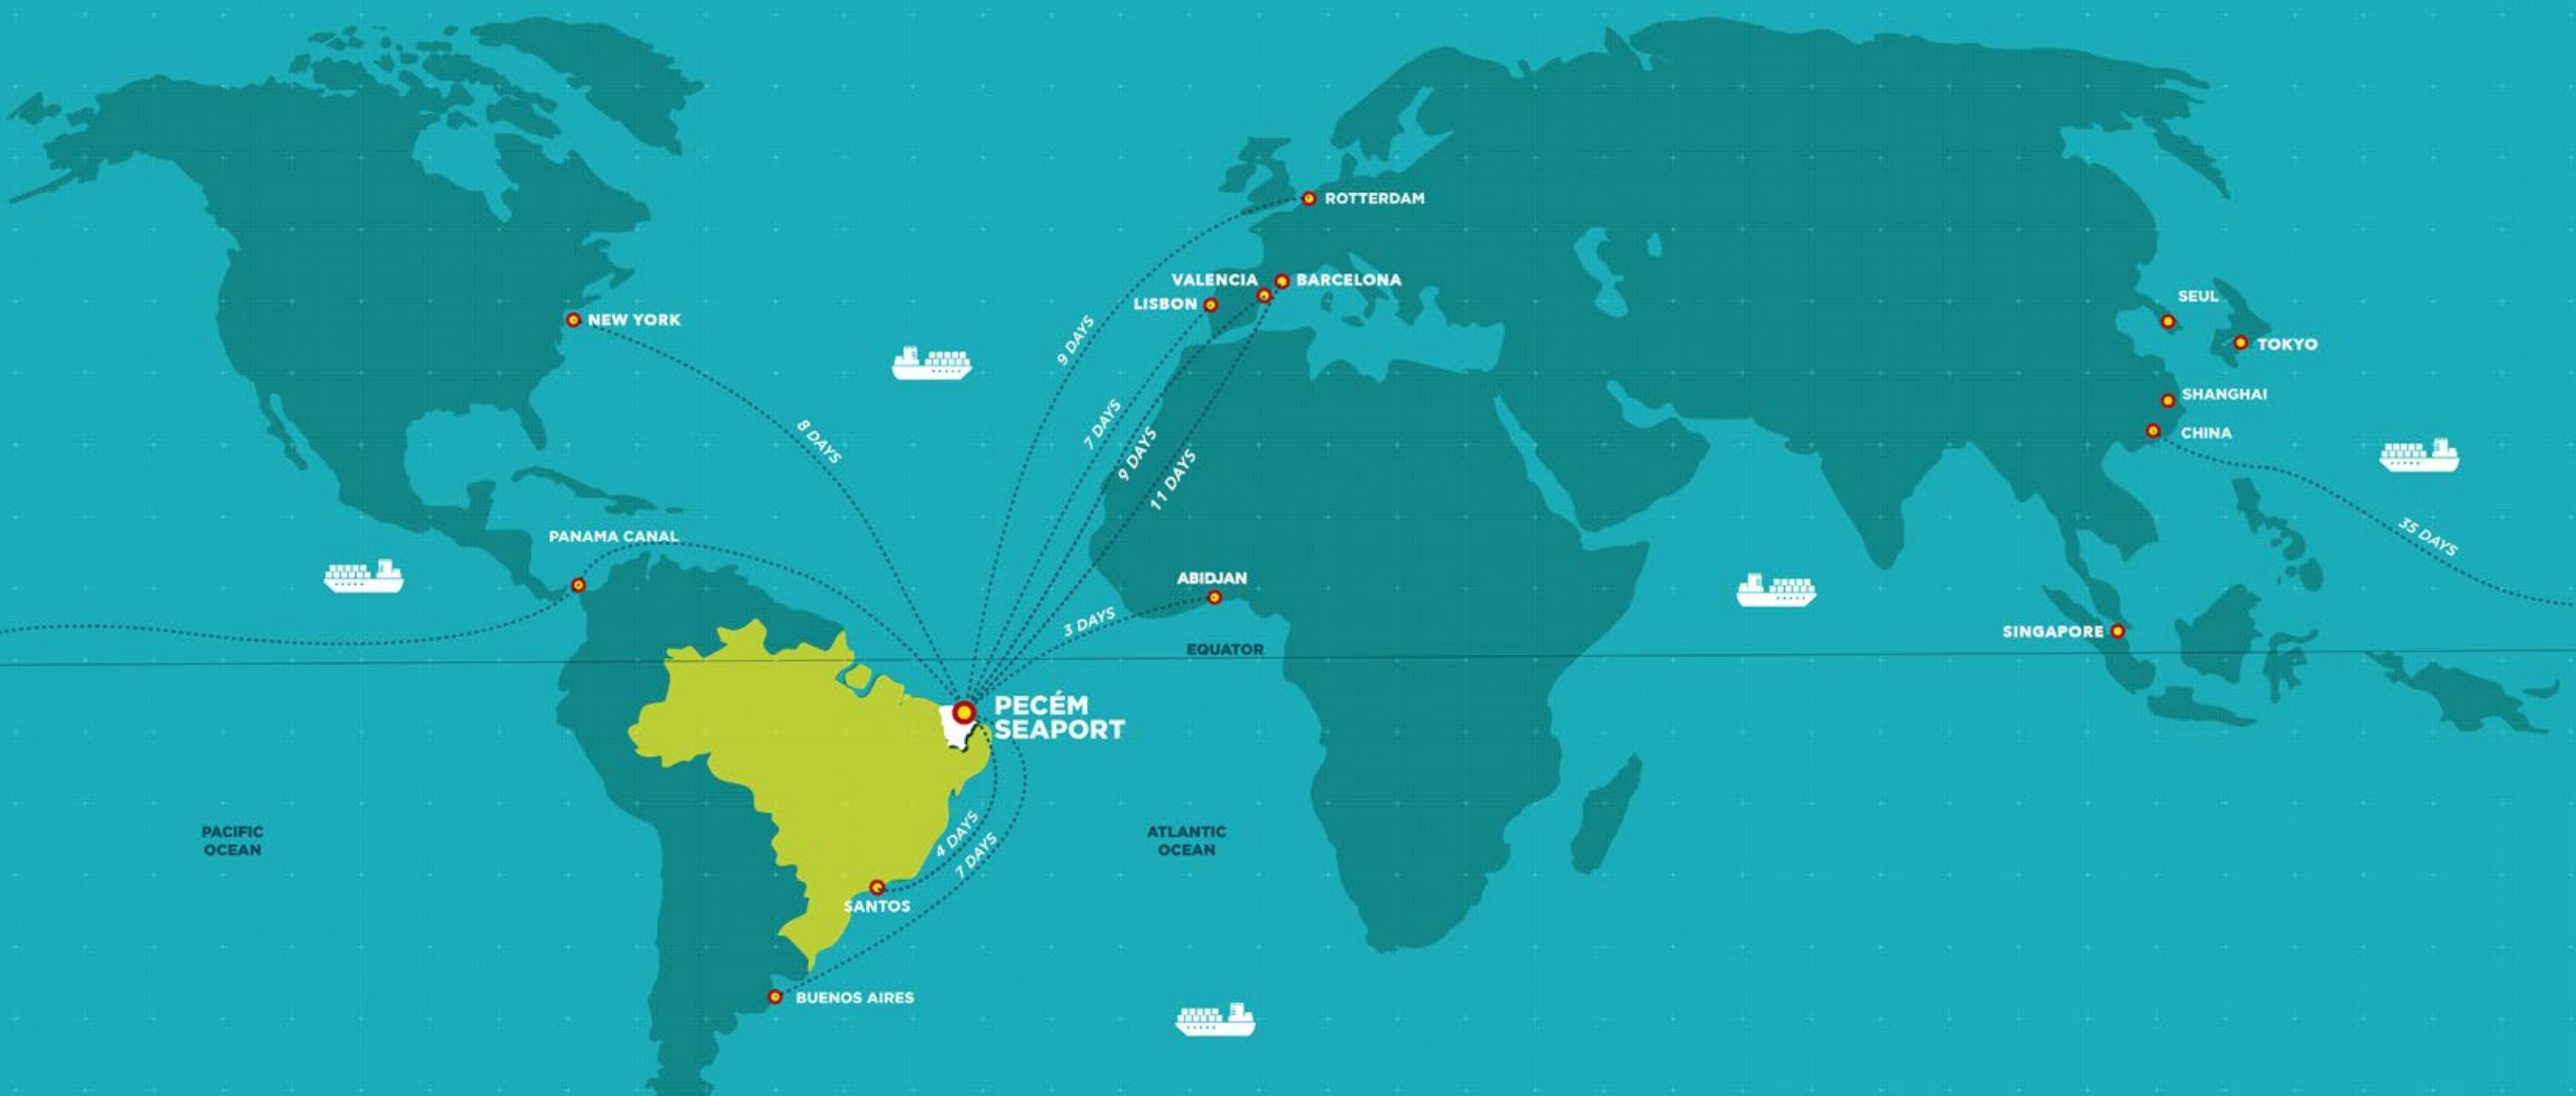 ROTTERDAM
VALENCIA
BARCELONA
LISBON
SEUL
NEW YORK
TOKYO
9 DAYS
SHANGHAI
7 DAYS
8 DAYS
CHINA
9 DAYS
11 DAYS
PANAMA CANAL
35 DAYS
ABIDJAN
3 DAYS
SINGAPORE
EQUATOR
PECÉM
SEAPORT
PACIFIC
OCEAN
4 DAYS
7 DAYS
ATLANTIC
OCEAN
SANTOS
BUENOS AIRES